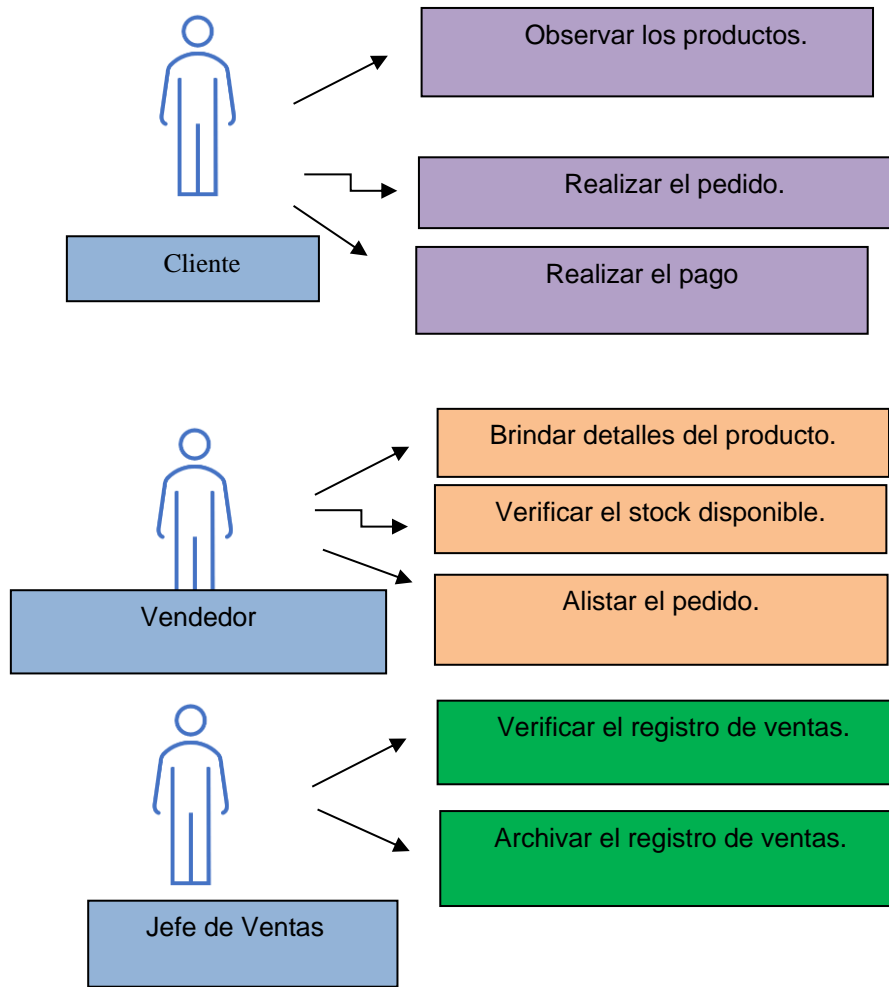 Observar los productos.
Realizar el pedido.
Cliente
Realizar el pago
Brindar detalles del producto.
Verificar el stock disponible.
Alistar el pedido.
Vendedor
Verificar el registro de ventas.
Archivar el registro de ventas.
Jefe de Ventas